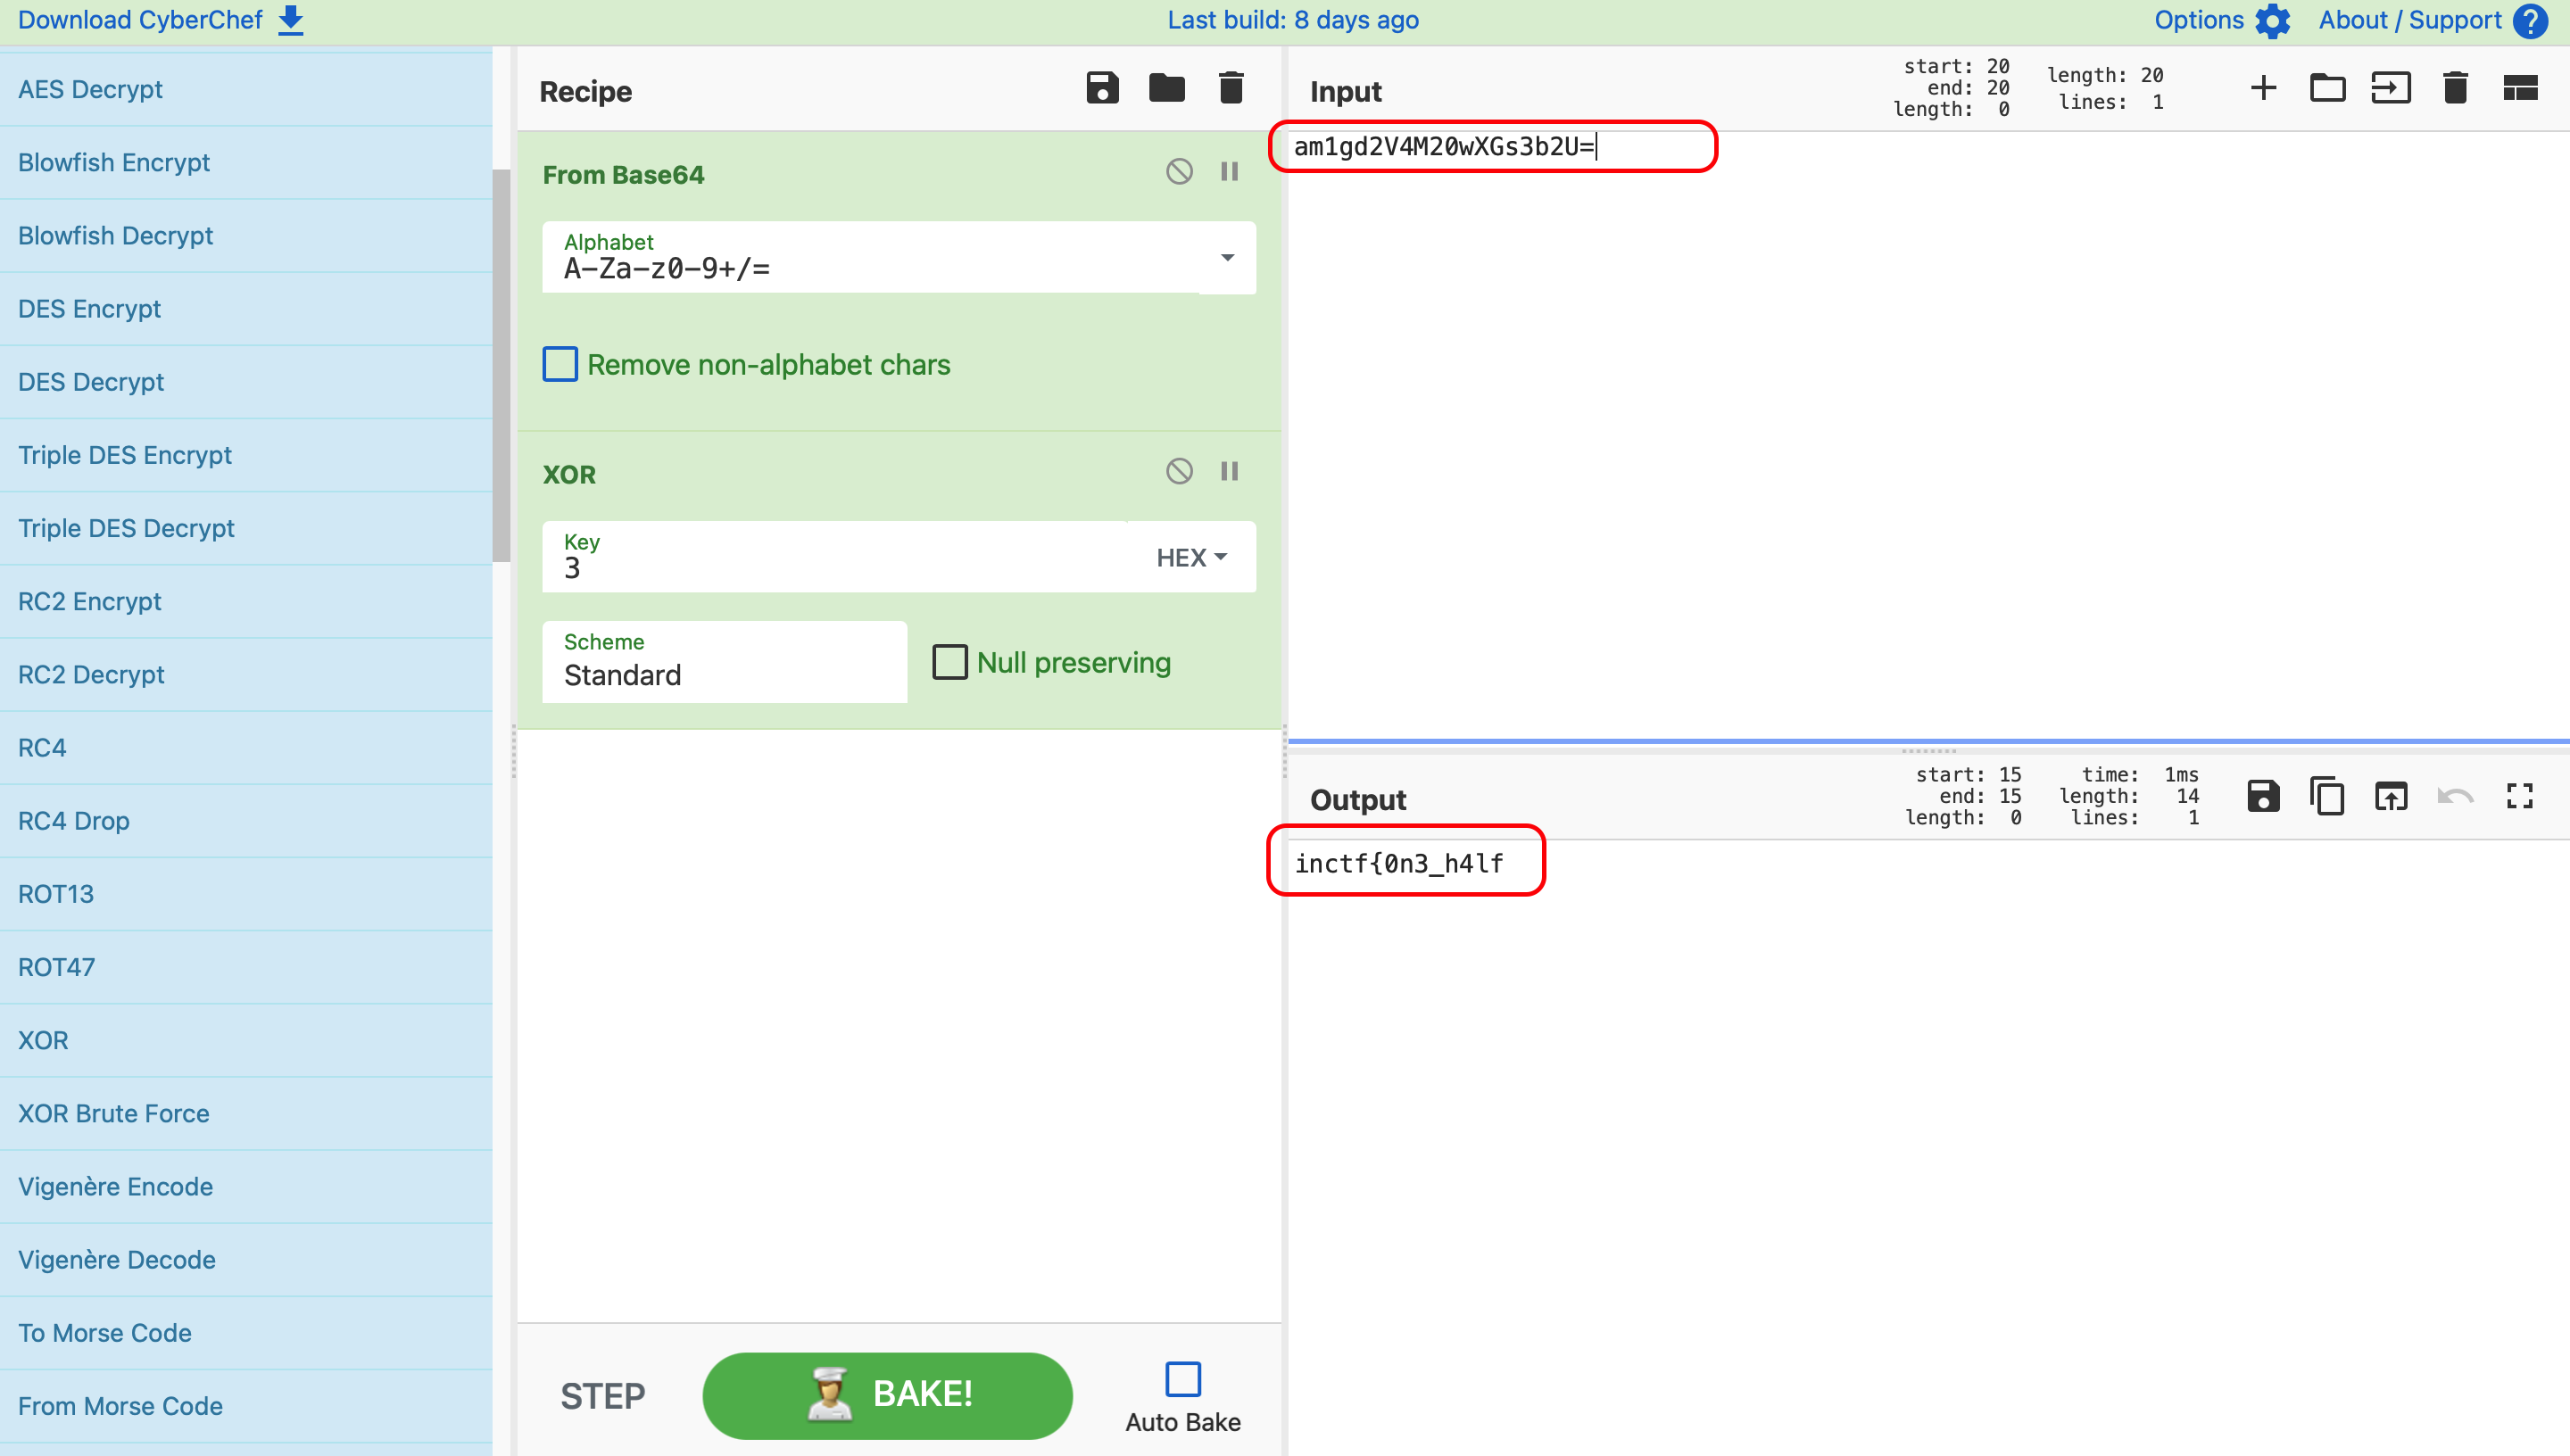 Download CyberChef
Last build: 8 days ago
Options
About / Support
AES Decrypt
Blowfish Encrypt
Blowfish Decrypt
DES Encrypt
DES Decrypt
Triple DES Encrypt
Triple DES Decrypt
RC2 Encrypt
RC2 Decrypt
RC4
RC4 Drop
ROT13
ROT47
XOR
XOR Brute Force
Vigenère Encode
Vigenère Decode
To Morse Code
From Morse Code
Recipe
From Base64
Alphabet
A-Za-z0-9+/=
Remove non-alphabet chars
XOR
Key
3
HEX
Scheme
Standard
Null preserving
STEP
BAKE!
Auto Bake
Input
start: 20
end: 20
length: 0
length: 20
lines: 1
am1gd2V4M20wXGs3b2U=
Output
start: 15
end: 15
length: 0
time: 1ms
length: 14
lines: 1
inctf{0n3_h4lf